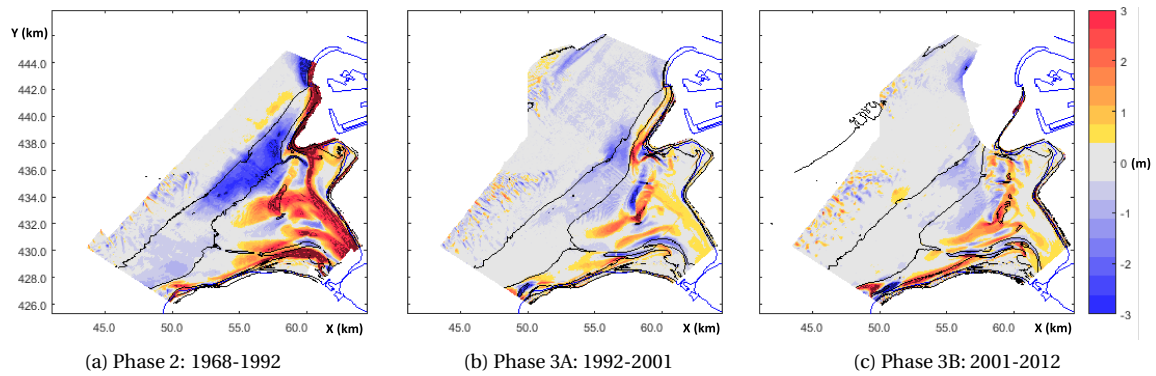 Y (km)
444.0
442.0
440.0
438.0
436.0
434.0
432.0
430.0
428.0
426.0
45.0 50.0 55.0 60.0 X (km)
45.0 50.0 55.0 60.0 X (km)
45.0 50.0 55.0 60.0 X (km)
3
2
1
0 (m)
-1
-2
-3
(a) Phase 2: 1968-1992
(b) Phase 3A: 1992-2001
(c) Phase 3B: 2001-2012